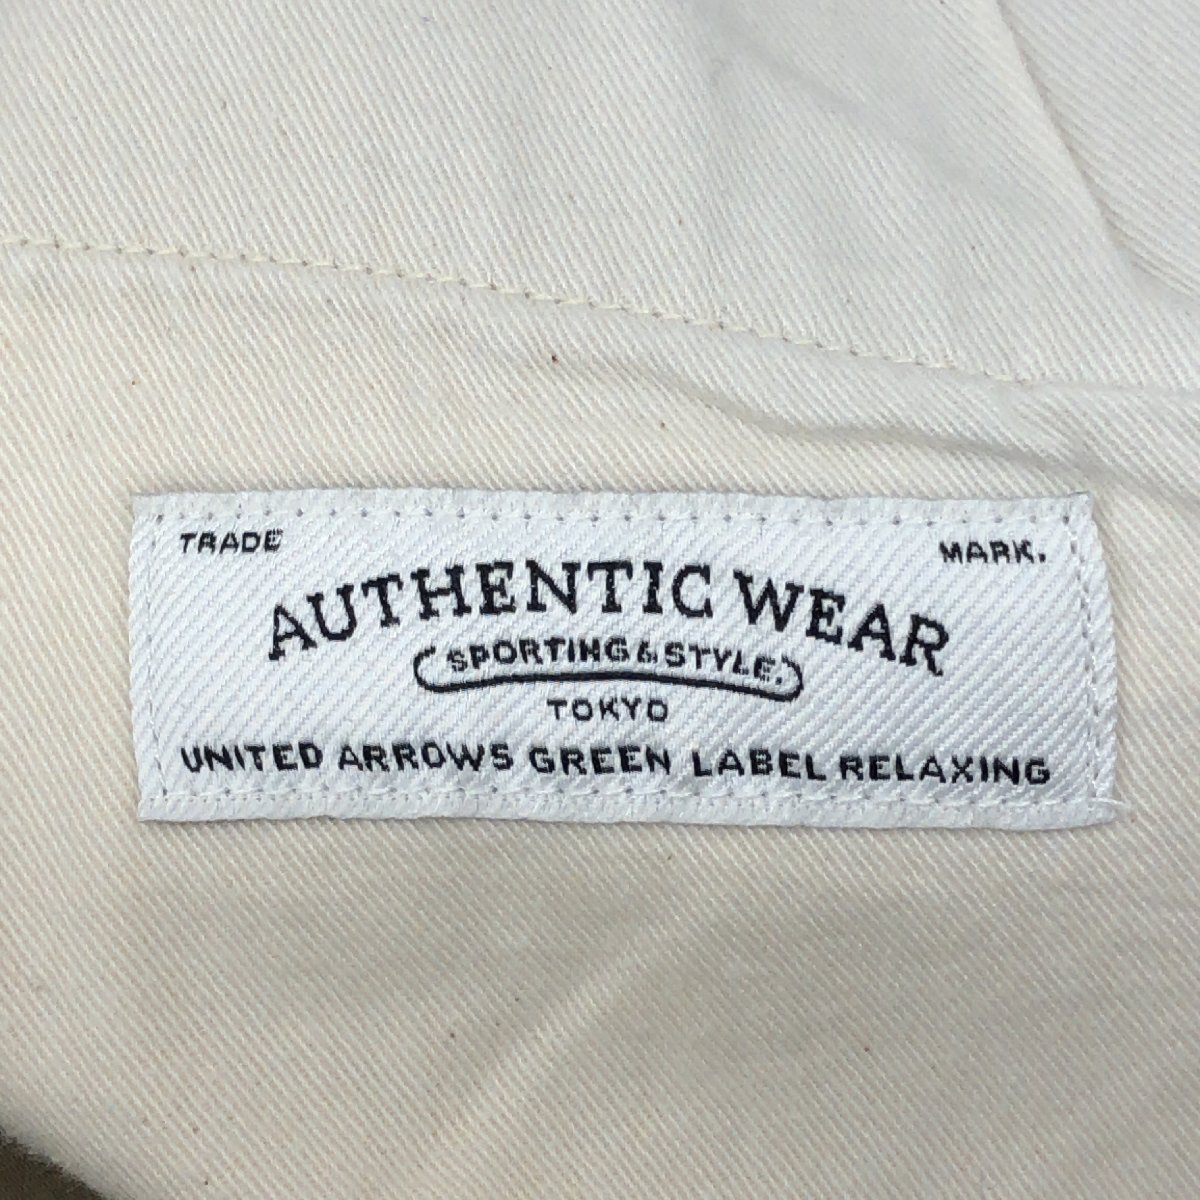 TRADE MARK.
AUTHENTIC WEAR
SPORTING & STYLE.
TOKYO
UNITED ARROWS GREEN LABEL RELAXING